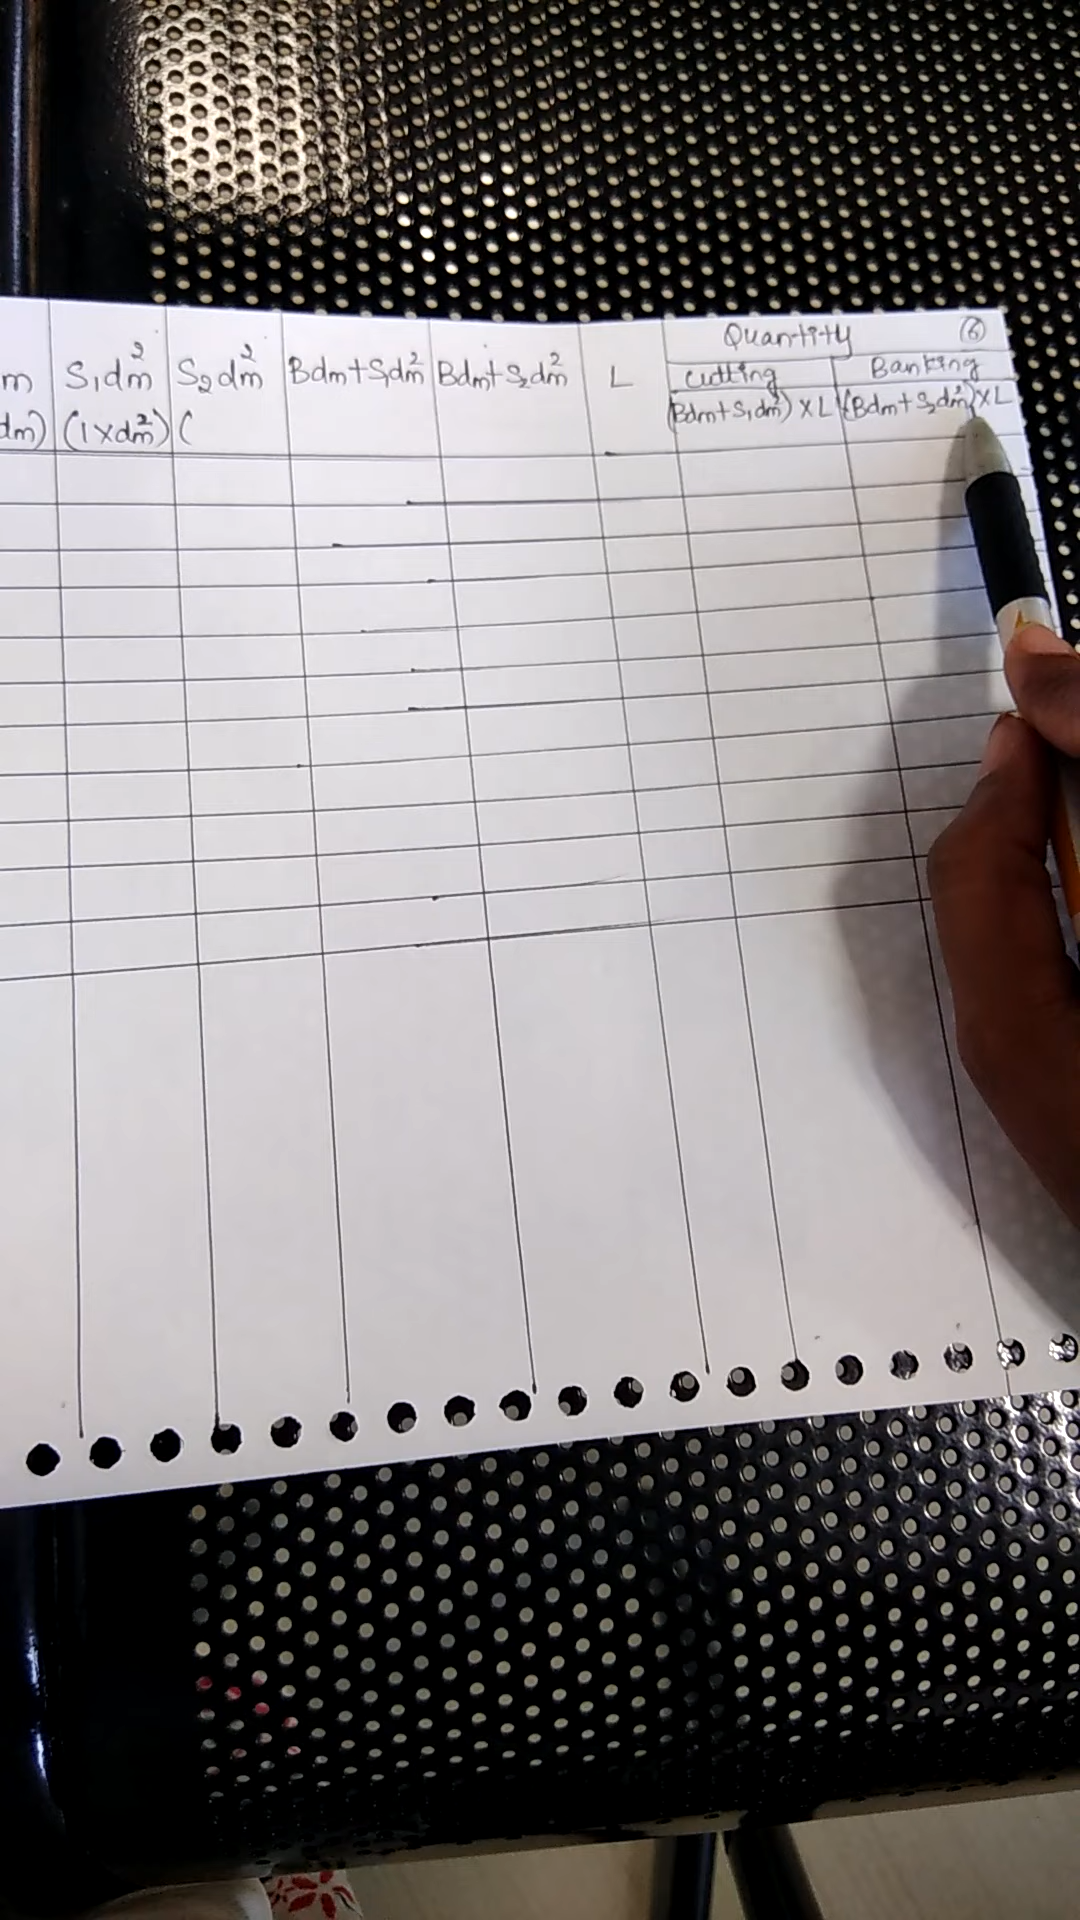 Quantity ⑥
m S₁dm² S₂dm² Bdm+S₁dm² Bdm+S₂dm² L Cutting Banking
dm) (1×dm²) ( (Bdm+S₁dm²)×L (Bdm+S₂dm²)×L